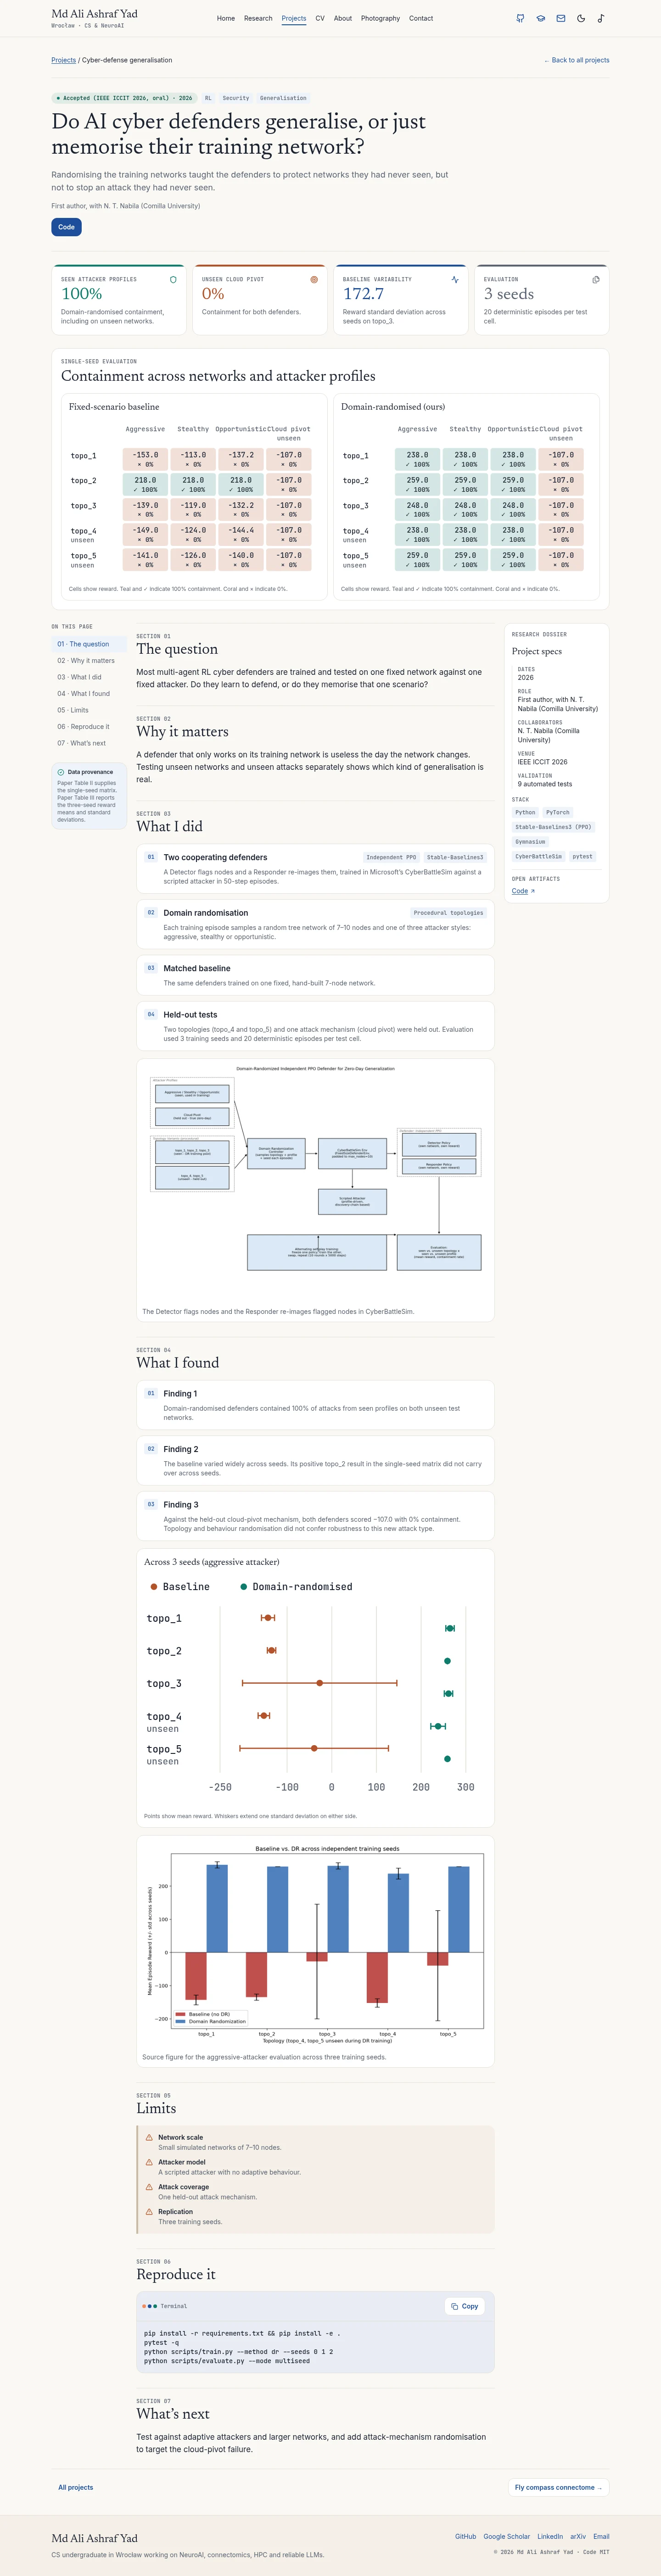 Md Ali Ashraf Yad
Wrocław · CS & NeuroAI
Home Research Projects CV About Photography Contact
Projects / Cyber-defense generalisation
← Back to all projects
Accepted (IEEE ICCIT 2026, oral) · 2026 RL Security Generalisation
Do AI cyber defenders generalise, or just
memorise their training network?
Randomising the training networks taught the defenders to protect networks they had never seen, but
not to stop an attack they had never seen.
First author, with N. T. Nabila (Comilla University)
Code
SEEN ATTACKER PROFILES
100%
Domain-randomised containment,
including on unseen networks.
UNSEEN CLOUD PIVOT
0%
Containment for both defenders.
BASELINE VARIABILITY
172.7
Reward standard deviation across
seeds on topo_3.
EVALUATION
3 seeds
20 deterministic episodes per test
cell.
SINGLE-SEED EVALUATION
Containment across networks and attacker profiles
Fixed-scenario baseline
Aggressive Stealthy Opportunistic Cloud pivot
unseen
topo_1 -153.0 -113.0 -137.2 -107.0
× 0% × 0% × 0% × 0%
topo_2 218.0 218.0 218.0 -107.0
✓ 100% ✓ 100% ✓ 100% × 0%
topo_3 -139.0 -119.0 -132.2 -107.0
× 0% × 0% × 0% × 0%
topo_4 -149.0 -124.0 -144.4 -107.0
unseen × 0% × 0% × 0% × 0%
topo_5 -141.0 -126.0 -140.0 -107.0
unseen × 0% × 0% × 0% × 0%
Cells show reward. Teal and ✓ indicate 100% containment. Coral and × indicate 0%.
Domain-randomised (ours)
Aggressive Stealthy Opportunistic Cloud pivot
unseen
topo_1 238.0 238.0 238.0 -107.0
✓ 100% ✓ 100% ✓ 100% × 0%
topo_2 259.0 259.0 259.0 -107.0
✓ 100% ✓ 100% ✓ 100% × 0%
topo_3 248.0 248.0 248.0 -107.0
✓ 100% ✓ 100% ✓ 100% × 0%
topo_4 238.0 238.0 238.0 -107.0
unseen ✓ 100% ✓ 100% ✓ 100% × 0%
topo_5 259.0 259.0 259.0 -107.0
unseen ✓ 100% ✓ 100% ✓ 100% × 0%
Cells show reward. Teal and ✓ indicate 100% containment. Coral and × indicate 0%.
ON THIS PAGE
01 · The question
02 · Why it matters
03 · What I did
04 · What I found
05 · Limits
06 · Reproduce it
07 · What's next
Data provenance
Paper Table II supplies
the single-seed matrix.
Paper Table III reports
the three-seed reward
means and standard
deviations.
SECTION 01
The question
Most multi-agent RL cyber defenders are trained and tested on one fixed network against one
fixed attacker. Do they learn to defend, or do they memorise that one scenario?
SECTION 02
Why it matters
A defender that only works on its training network is useless the day the network changes.
Testing unseen networks and unseen attacks separately shows which kind of generalisation is
real.
SECTION 03
What I did
01 Two cooperating defenders Independent PPO Stable-Baselines3
A Detector flags nodes and a Responder re-images them, trained in Microsoft's CyberBattleSim against a
scripted attacker in 50-step episodes.
02 Domain randomisation Procedural topologies
Each training episode samples a random tree network of 7–10 nodes and one of three attacker styles:
aggressive, stealthy or opportunistic.
03 Matched baseline
The same defenders trained on one fixed, hand-built 7-node network.
04 Held-out tests
Two topologies (topo_4 and topo_5) and one attack mechanism (cloud pivot) were held out. Evaluation
used 3 training seeds and 20 deterministic episodes per test cell.
Domain-Randomized Independent PPO Defender for Zero-Day Generalization
The Detector flags nodes and the Responder re-images flagged nodes in CyberBattleSim.
RESEARCH DOSSIER
Project specs
DATES
2026
ROLE
First author, with N. T.
Nabila (Comilla University)
COLLABORATORS
N. T. Nabila (Comilla
University)
VENUE
IEEE ICCIT 2026
VALIDATION
9 automated tests
STACK
Python PyTorch
Stable-Baselines3 (PPO)
Gymnasium
CyberBattleSim pytest
OPEN ARTIFACTS
Code ↗
SECTION 04
What I found
01 Finding 1
Domain-randomised defenders contained 100% of attacks from seen profiles on both unseen test
networks.
02 Finding 2
The baseline varied widely across seeds. Its positive topo_2 result in the single-seed matrix did not carry
over across seeds.
03 Finding 3
Against the held-out cloud-pivot mechanism, both defenders scored −107.0 with 0% containment.
Topology and behaviour randomisation did not confer robustness to this new attack type.
Across 3 seeds (aggressive attacker)
Baseline Domain-randomised
topo_1
topo_2
topo_3
topo_4
unseen
topo_5
unseen
-250 -100 0 100 200 300
Points show mean reward. Whiskers extend one standard deviation on either side.
Baseline vs. DR across independent training seeds
Mean Episode Reward (+/- std across seeds)
200
100
0
−100
−200
Baseline (no DR)
Domain Randomization
topo_1 topo_2 topo_3 topo_4 topo_5
Topology (topo_4, topo_5 unseen during DR training)
Source figure for the aggressive-attacker evaluation across three training seeds.
SECTION 05
Limits
Network scale
Small simulated networks of 7–10 nodes.
Attacker model
A scripted attacker with no adaptive behaviour.
Attack coverage
One held-out attack mechanism.
Replication
Three training seeds.
SECTION 06
Reproduce it
Terminal Copy
pip install -r requirements.txt && pip install -e .
pytest -q
python scripts/train.py --method dr --seeds 0 1 2
python scripts/evaluate.py --mode multiseed
SECTION 07
What's next
Test against adaptive attackers and larger networks, and add attack-mechanism randomisation
to target the cloud-pivot failure.
All projects
Fly compass connectome →
Md Ali Ashraf Yad
CS undergraduate in Wrocław working on NeuroAI, connectomics, HPC and reliable LLMs.
GitHub Google Scholar LinkedIn arXiv Email
© 2026 Md Ali Ashraf Yad · Code MIT